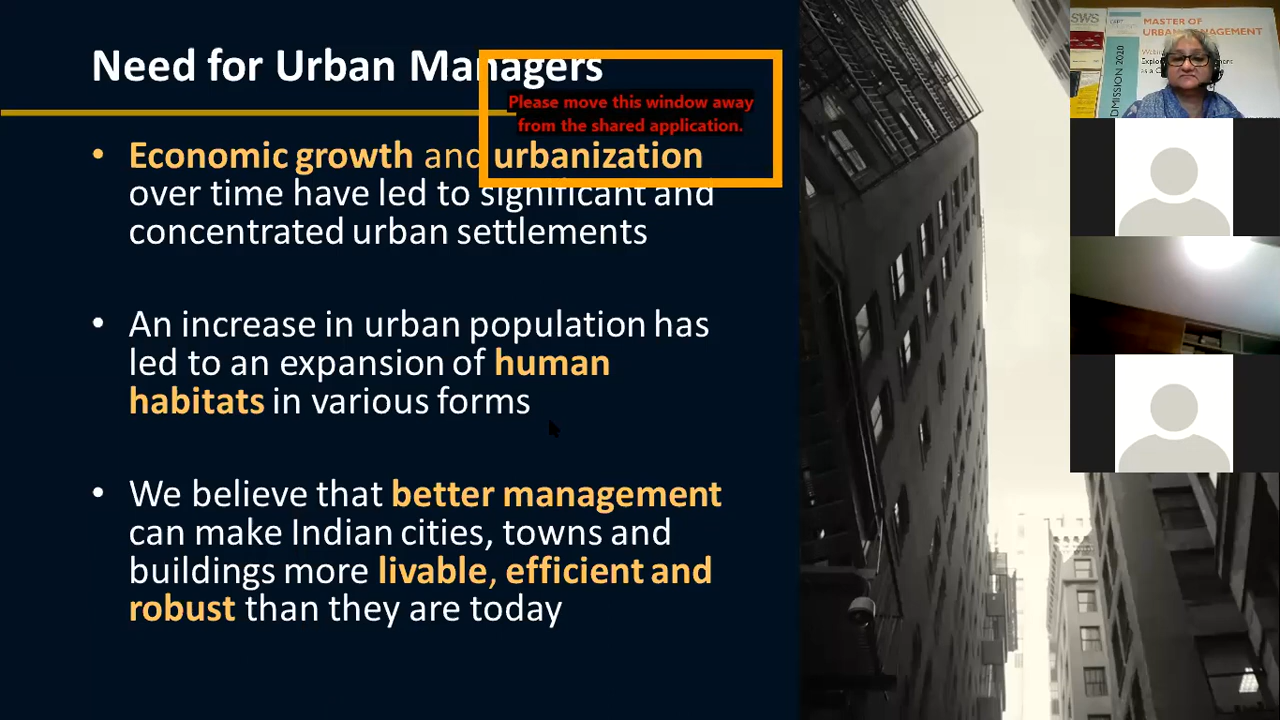 Need for Urban Managers
Please move this window away
from the shared application.
• Economic growth and urbanization
over time have led to significant and
concentrated urban settlements
• An increase in urban population has
led to an expansion of human
habitats in various forms
• We believe that better management
can make Indian cities, towns and
buildings more livable, efficient and
robust than they are today
SWS
MASTER OF
DMISSION 2020